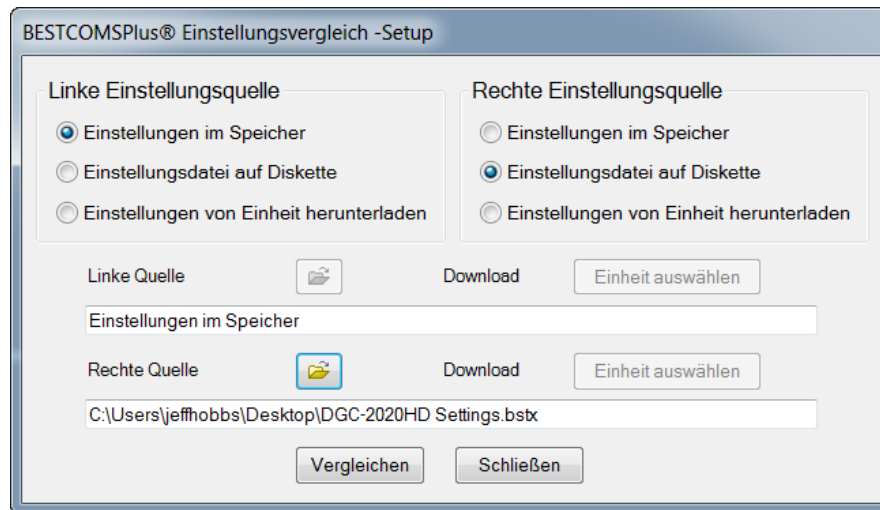 BESTCOMSPlus® Einstellungsvergleich -Setup
Linke Einstellungsquelle
Einstellungen im Speicher
Einstellungsdatei auf Diskette
Einstellungen von Einheit herunterladen
Rechte Einstellungsquelle
Einstellungen im Speicher
Einstellungsdatei auf Diskette
Einstellungen von Einheit herunterladen
Linke Quelle Download Einheit auswählen
Einstellungen im Speicher
Rechte Quelle Download Einheit auswählen
C:\Users\jeffhobbs\Desktop\DGC-2020HD Settings.bstx
Vergleichen Schließen